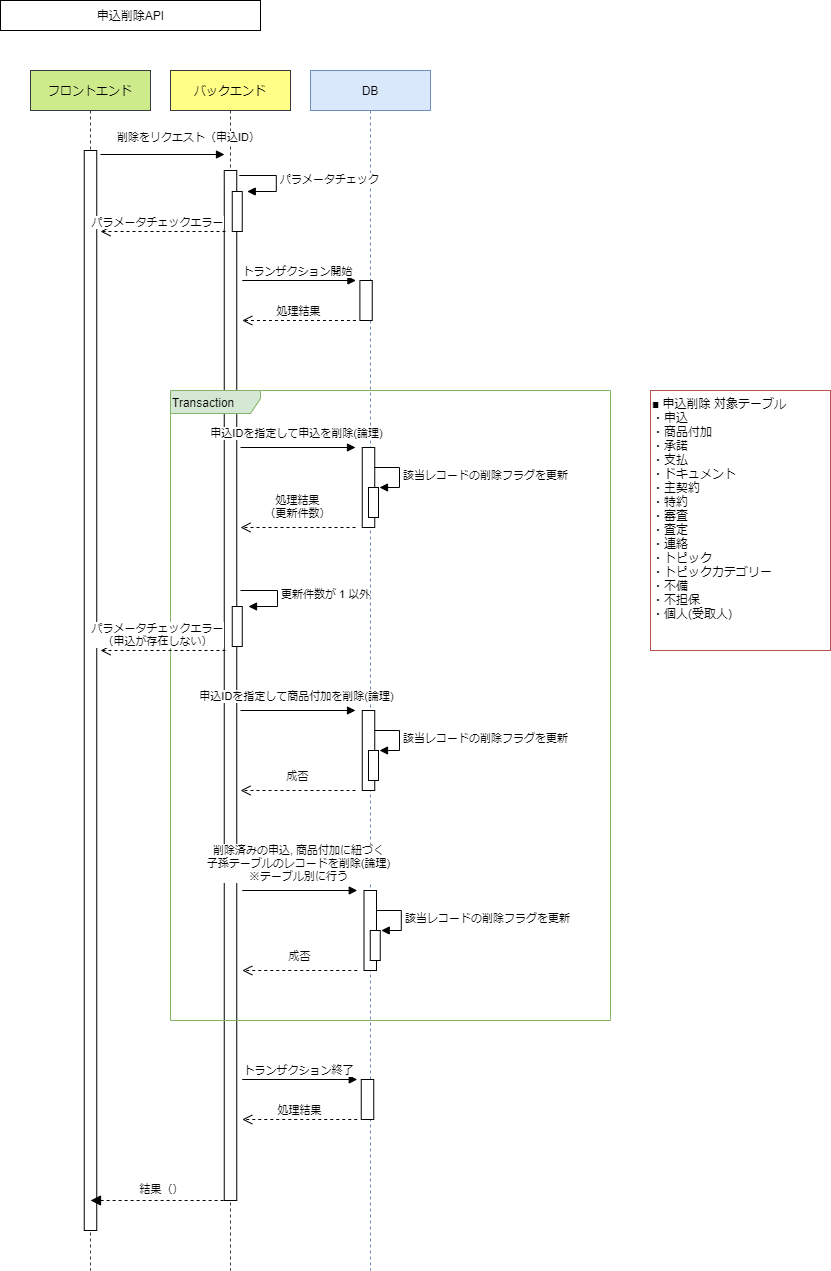 申込削除API
フロントエンド
バックエンド
DB
削除をリクエスト（申込ID）
パラメータチェック
パラメータチェックエラー
トランザクション開始
処理結果
Transaction
申込IDを指定して申込を削除(論理)
該当レコードの削除フラグを更新
処理結果
（更新件数）
更新件数が 1 以外
パラメータチェックエラー
（申込が存在しない）
申込IDを指定して商品付加を削除(論理)
該当レコードの削除フラグを更新
成否
削除済みの申込, 商品付加に紐づく
子孫テーブルのレコードを削除(論理)
※テーブル別に行う
該当レコードの削除フラグを更新
成否
トランザクション終了
処理結果
結果（）
■ 申込削除 対象テーブル
・申込
・商品付加
・承諾
・支払
・ドキュメント
・主契約
・特約
・審査
・査定
・連絡
・トピック
・トピックカテゴリー
・不備
・不担保
・個人(受取人)